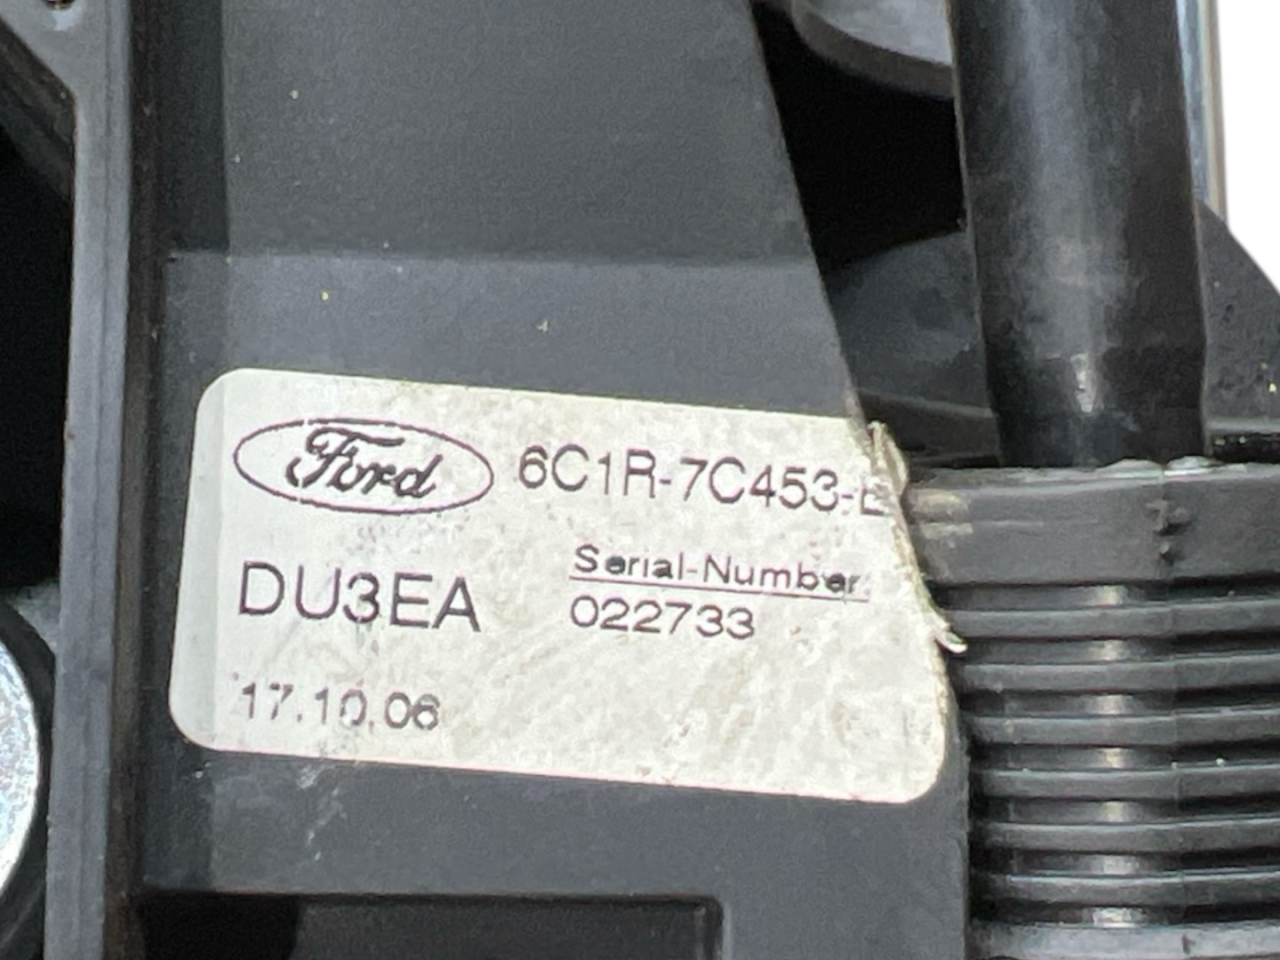 Ford 6C1R-7C453-E
DU3EA
Serial-Number
022733
17.10.06